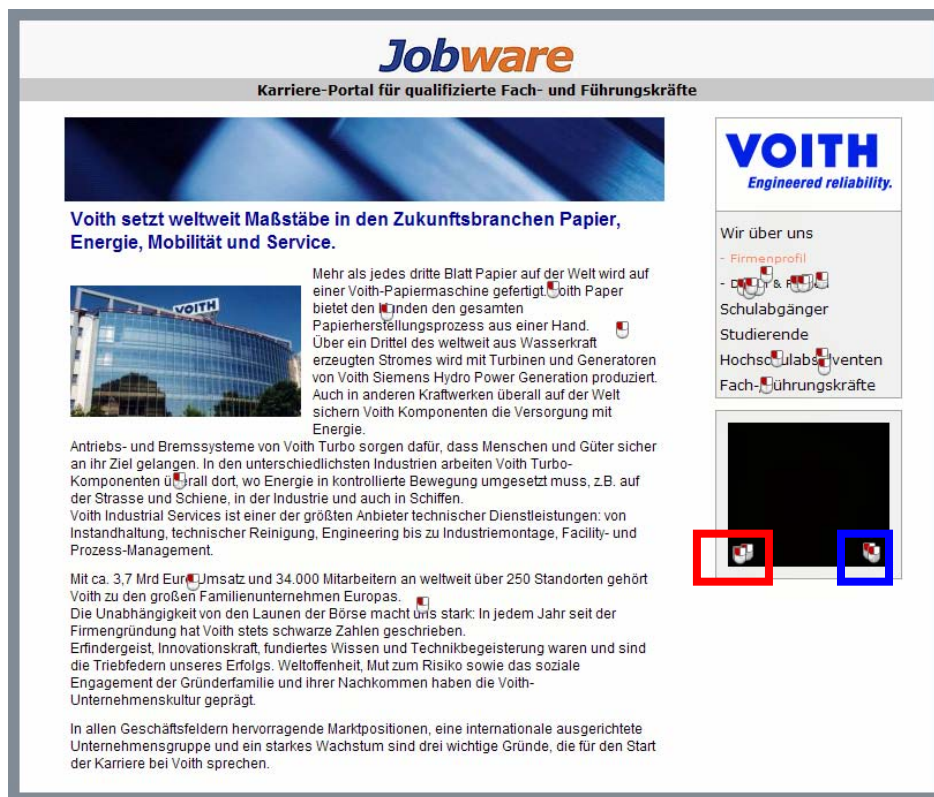 Jobware
Karriere-Portal für qualifizierte Fach- und Führungskräfte
VOITH
Engineered reliability.
Voith setzt weltweit Maßstäbe in den Zukunftsbranchen Papier,
Energie, Mobilität und Service.
VOITH
Mehr als jedes dritte Blatt Papier auf der Welt wird auf
einer Voith-Papiermaschine gefertigt. Voith Paper
bietet den Kunden den gesamten
Papierherstellungsprozess aus einer Hand.
Über ein Drittel des weltweit aus Wasserkraft
erzeugten Stromes wird mit Turbinen und Generatoren
von Voith Siemens Hydro Power Generation produziert.
Auch in anderen Kraftwerken überall auf der Welt
sichern Voith Komponenten die Versorgung mit
Energie.
Antriebs- und Bremssysteme von Voith Turbo sorgen dafür, dass Menschen und Güter sicher
an ihr Ziel gelangen. In den unterschiedlichsten Industrien arbeiten Voith Turbo-
Komponenten überall dort, wo Energie in kontrollierte Bewegung umgesetzt muss, z.B. auf
der Strasse und Schiene, in der Industrie und auch in Schiffen.
Voith Industrial Services ist einer der größten Anbieter technischer Dienstleistungen: von
Instandhaltung, technischer Reinigung, Engineering bis zu Industriemontage, Facility- und
Prozess-Management.
Mit ca. 3,7 Mrd Euro Umsatz und 34.000 Mitarbeitern an weltweit über 250 Standorten gehört
Voith zu den großen Familienunternehmen Europas.
Die Unabhängigkeit von den Launen der Börse macht uns stark: In jedem Jahr seit der
Firmengründung hat Voith stets schwarze Zahlen geschrieben.
Erfindergeist, Innovationskraft, fundiertes Wissen und Technikbegeisterung waren und sind
die Triebfedern unseres Erfolgs. Weltoffenheit, Mut zum Risiko sowie das soziale
Engagement der Gründerfamilie und ihrer Nachkommen haben die Voith-
Unternehmenskultur geprägt.
In allen Geschäftsfeldern hervorragende Marktpositionen, eine internationale ausgerichtete
Unternehmensgruppe und ein starkes Wachstum sind drei wichtige Gründe, die für den Start
der Karriere bei Voith sprechen.
Wir über uns
- Firmenprofil
- &
Schulabgänger
Studierende
Hochschulabsolventen
Fach-/Führungskräfte